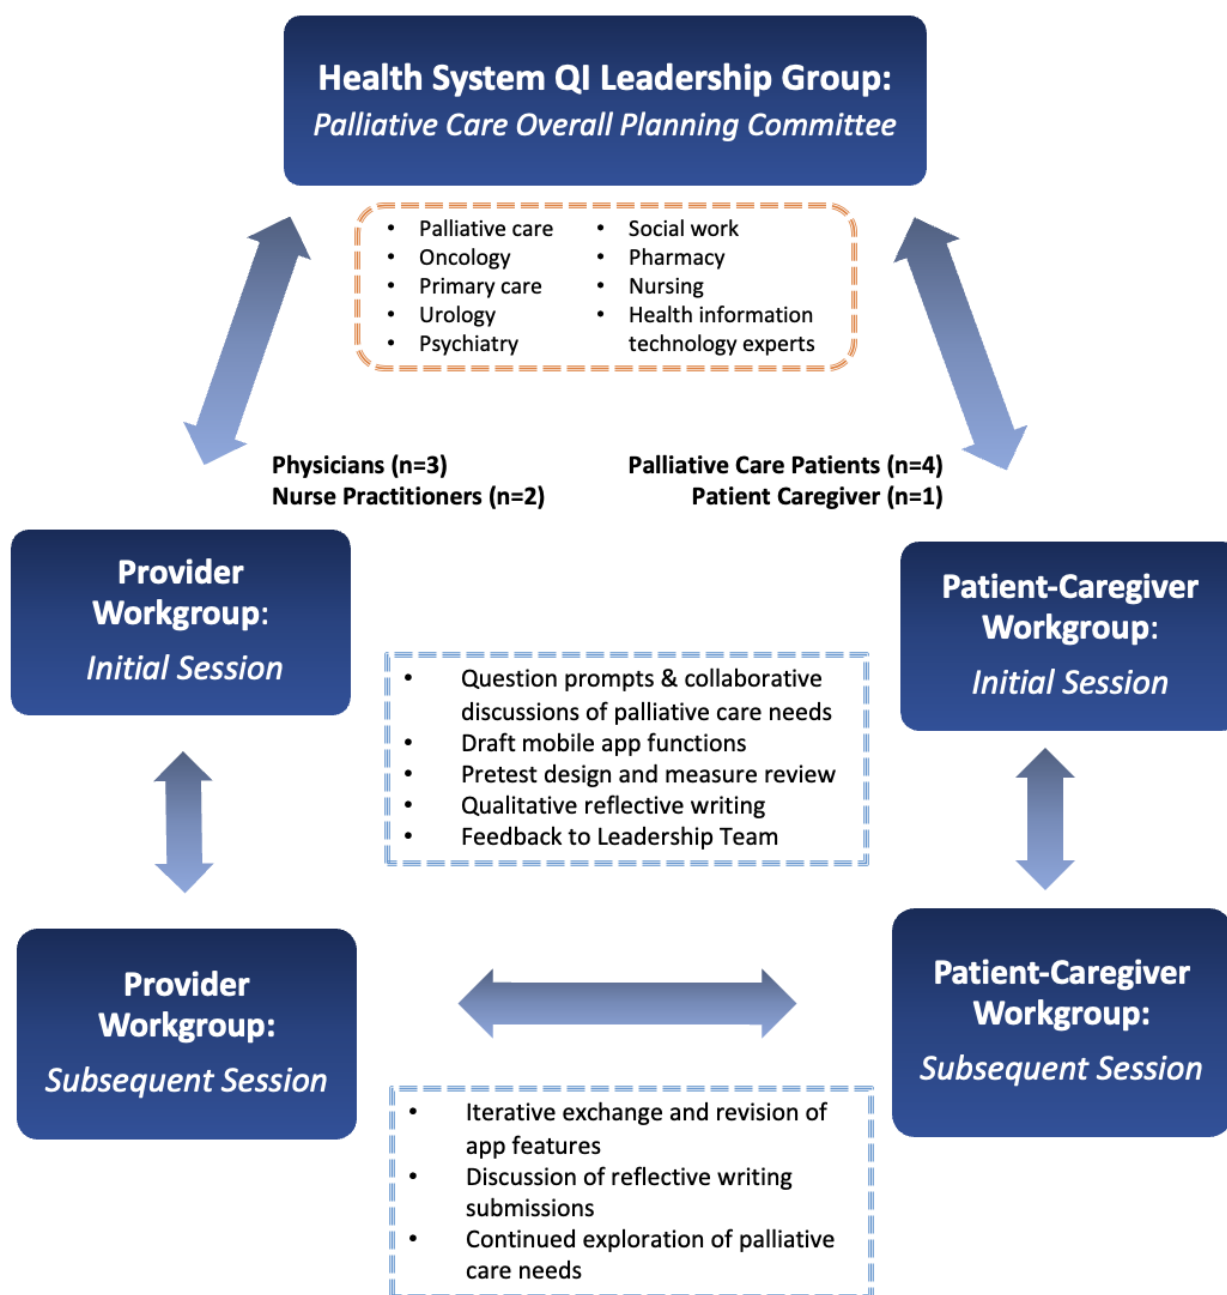 Health System QI Leadership Group:
Palliative Care Overall Planning Committee
• Palliative care
• Oncology
• Primary care
• Urology
• Psychiatry
• Social work
• Pharmacy
• Nursing
• Health information
technology experts
Physicians (n=3)
Nurse Practitioners (n=2)
Palliative Care Patients (n=4)
Patient Caregiver (n=1)
Provider
Workgroup:
Initial Session
Patient-Caregiver
Workgroup:
Initial Session
• Question prompts & collaborative
discussions of palliative care needs
• Draft mobile app functions
• Pretest design and measure review
• Qualitative reflective writing
• Feedback to Leadership Team
Provider
Workgroup:
Subsequent Session
Patient-Caregiver
Workgroup:
Subsequent Session
• Iterative exchange and revision of
app features
• Discussion of reflective writing
submissions
• Continued exploration of palliative
care needs